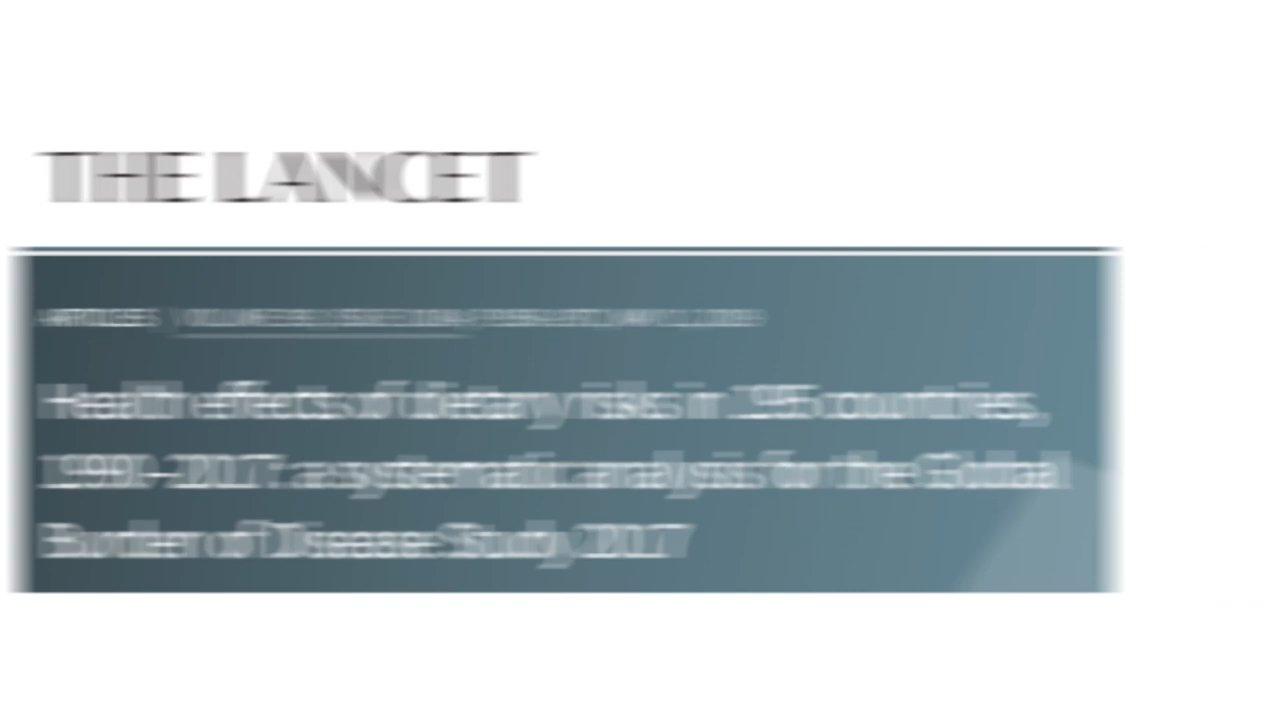 THE LANCET
Health effects of dietary risks in 195 countries,
1990–2017: a systematic analysis for the Global
Burden of Disease Study 2017